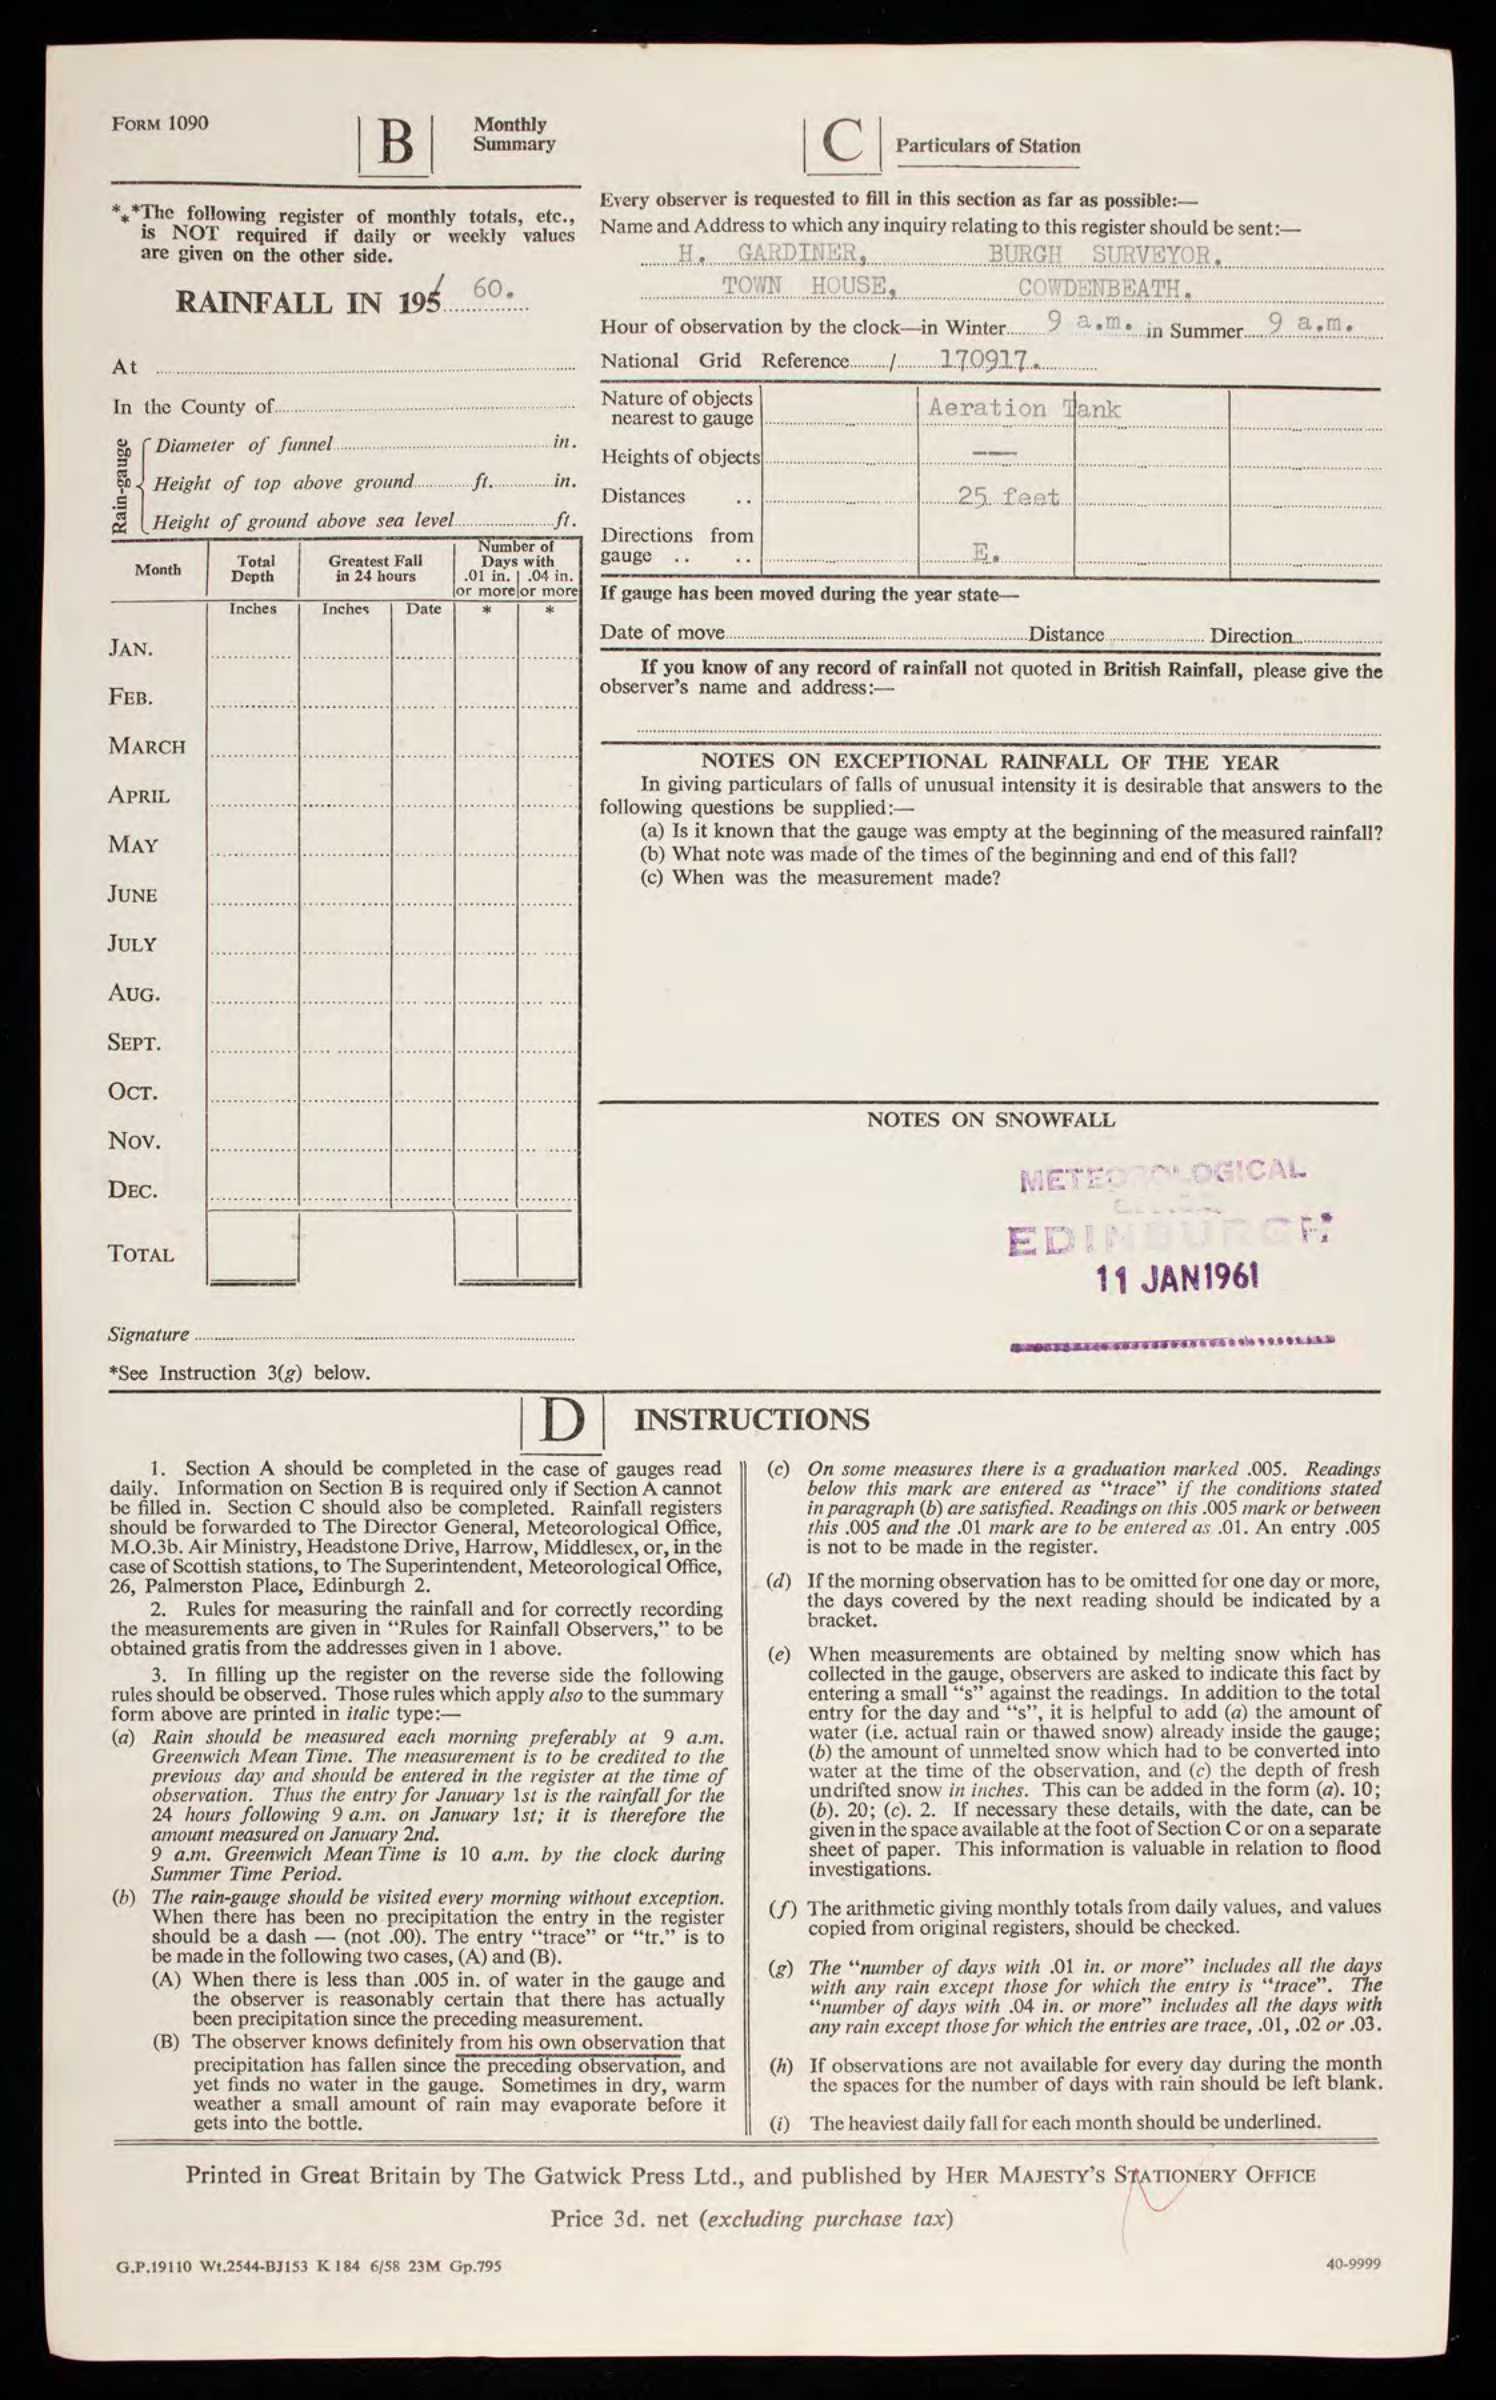 FORM 1090
B
Monthly
Summary
*⁎*The following register of monthly totals, etc.,
is NOT required if daily or weekly values
are given on the other side.
RAINFALL IN 195 60.
At
In the County of
Rain-gauge
Diameter of funnel in.
Height of top above ground ft. in.
Height of ground above sea level ft.
Month
Total
Depth
Greatest Fall
in 24 hours
Number of
Days with
.01 in. | .04 in.
or more|or more
Inches Inches Date * *
JAN.
FEB.
MARCH
APRIL
MAY
JUNE
JULY
AUG.
SEPT.
OCT.
NOV.
DEC.
TOTAL
Signature
*See Instruction 3(g) below.
C
Particulars of Station
Every observer is requested to fill in this section as far as possible:—
Name and Address to which any inquiry relating to this register should be sent:—
H. GARDINER, BURGH SURVEYOR.
TOWN HOUSE, COWDENBEATH.
Hour of observation by the clock—in Winter 9 a.m. in Summer 9 a.m.
National Grid Reference / 170917.
Nature of objects
nearest to gauge Aeration Tank
Heights of objects —
Distances .. 25 feet
Directions from
gauge .. .. E.
If gauge has been moved during the year state—
Date of move Distance Direction
If you know of any record of rainfall not quoted in British Rainfall, please give the
observer's name and address:—
NOTES ON EXCEPTIONAL RAINFALL OF THE YEAR
In giving particulars of falls of unusual intensity it is desirable that answers to the
following questions be supplied:—
(a) Is it known that the gauge was empty at the beginning of the measured rainfall?
(b) What note was made of the times of the beginning and end of this fall?
(c) When was the measurement made?
NOTES ON SNOWFALL
METEOROLOGICAL
EDINBURGH
11 JAN 1961
D
INSTRUCTIONS
1. Section A should be completed in the case of gauges read
daily. Information on Section B is required only if Section A cannot
be filled in. Section C should also be completed. Rainfall registers
should be forwarded to The Director General, Meteorological Office,
M.O.3b. Air Ministry, Headstone Drive, Harrow, Middlesex, or, in the
case of Scottish stations, to The Superintendent, Meteorological Office,
26, Palmerston Place, Edinburgh 2.
2. Rules for measuring the rainfall and for correctly recording
the measurements are given in "Rules for Rainfall Observers," to be
obtained gratis from the addresses given in 1 above.
3. In filling up the register on the reverse side the following
rules should be observed. Those rules which apply also to the summary
form above are printed in italic type:—
(a) Rain should be measured each morning preferably at 9 a.m.
Greenwich Mean Time. The measurement is to be credited to the
previous day and should be entered in the register at the time of
observation. Thus the entry for January 1st is the rainfall for the
24 hours following 9 a.m. on January 1st; it is therefore the
amount measured on January 2nd.
9 a.m. Greenwich Mean Time is 10 a.m. by the clock during
Summer Time Period.
(b) The rain-gauge should be visited every morning without exception.
When there has been no precipitation the entry in the register
should be a dash — (not .00). The entry "trace" or "tr." is to
be made in the following two cases, (A) and (B).
(A) When there is less than .005 in. of water in the gauge and
the observer is reasonably certain that there has actually
been precipitation since the preceding measurement.
(B) The observer knows definitely from his own observation that
precipitation has fallen since the preceding observation, and
yet finds no water in the gauge. Sometimes in dry, warm
weather a small amount of rain may evaporate before it
gets into the bottle.
(c) On some measures there is a graduation marked .005. Readings
below this mark are entered as "trace" if the conditions stated
in paragraph (b) are satisfied. Readings on this .005 mark or between
this .005 and the .01 mark are to be entered as .01. An entry .005
is not to be made in the register.
(d) If the morning observation has to be omitted for one day or more,
the days covered by the next reading should be indicated by a
bracket.
(e) When measurements are obtained by melting snow which has
collected in the gauge, observers are asked to indicate this fact by
entering a small "s" against the readings. In addition to the total
entry for the day and "s", it is helpful to add (a) the amount of
water (i.e. actual rain or thawed snow) already inside the gauge;
(b) the amount of unmelted snow which had to be converted into
water at the time of the observation, and (c) the depth of fresh
undrifted snow in inches. This can be added in the form (a). 10;
(b). 20; (c). 2. If necessary these details, with the date, can be
given in the space available at the foot of Section C or on a separate
sheet of paper. This information is valuable in relation to flood
investigations.
(f) The arithmetic giving monthly totals from daily values, and values
copied from original registers, should be checked.
(g) The "number of days with .01 in. or more" includes all the days
with any rain except those for which the entry is "trace". The
"number of days with .04 in. or more" includes all the days with
any rain except those for which the entries are trace, .01, .02 or .03.
(h) If observations are not available for every day during the month
the spaces for the number of days with rain should be left blank.
(i) The heaviest daily fall for each month should be underlined.
Printed in Great Britain by The Gatwick Press Ltd., and published by HER MAJESTY'S STATIONERY OFFICE
Price 3d. net (excluding purchase tax)
G.P.19110 Wt.2544-BJ153 K 184 6/58 23M Gp.795
40-9999